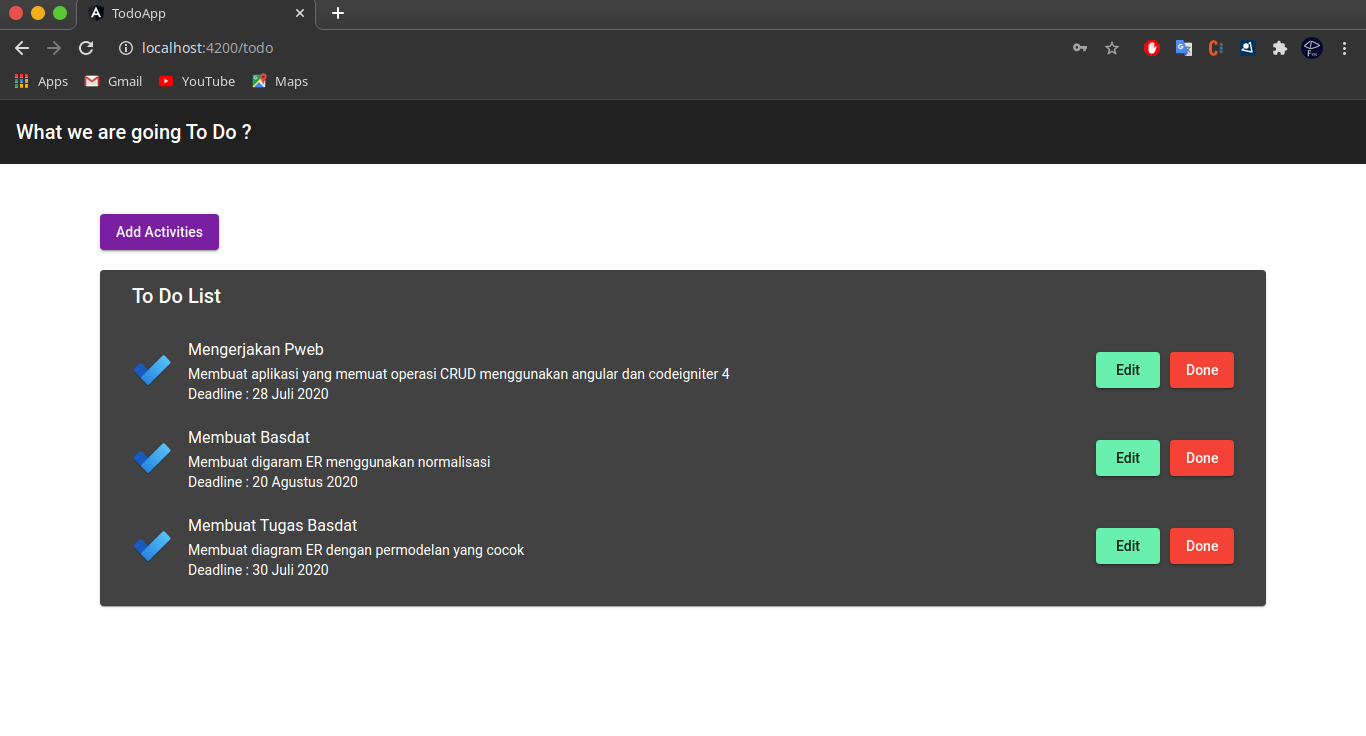 TodoApp
localhost:4200/todo
Apps
Gmail
YouTube
Maps
What we are going To Do ?
Add Activities
To Do List
Mengerjakan Pweb
Membuat aplikasi yang memuat operasi CRUD menggunakan angular dan codeigniter 4
Deadline : 28 Juli 2020
Edit
Done
Membuat Basdat
Membuat digaram ER menggunakan normalisasi
Deadline : 20 Agustus 2020
Edit
Done
Membuat Tugas Basdat
Membuat diagram ER dengan permodelan yang cocok
Deadline : 30 Juli 2020
Edit
Done